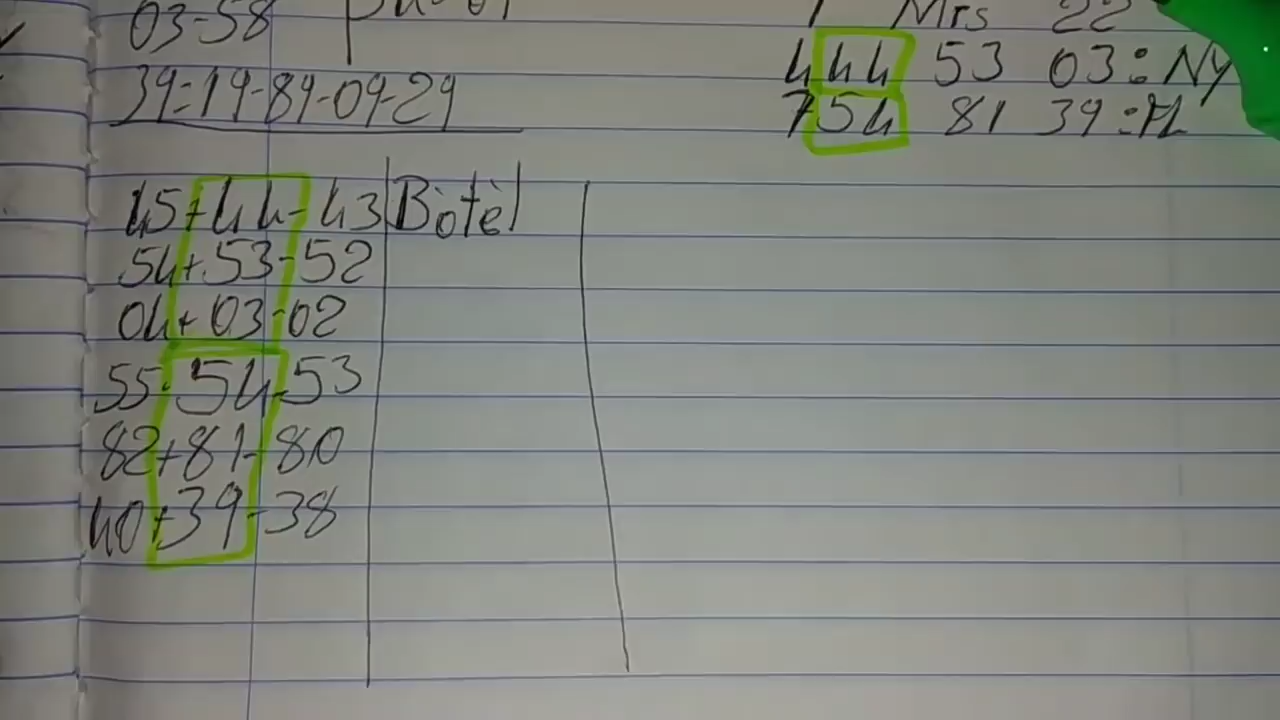 03-58
39=19-89-09-29
Mrs 22
444 53 03:Ny
754 81 39:FL
45+44-43 Bòtèl
54+53-52
04+03-02
55-54-53
82+81-80
40+39-38